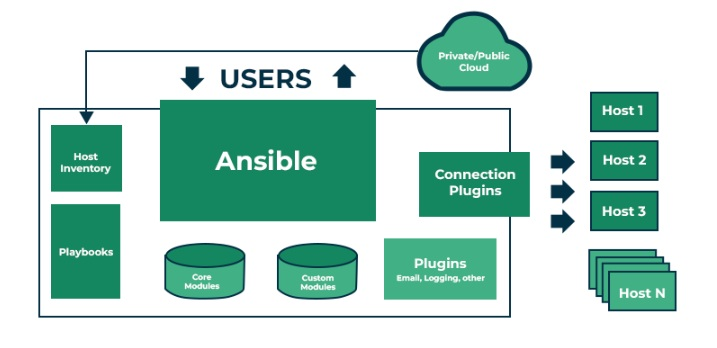 Private/Public
Cloud
USERS
Host
Inventory
Ansible
Connection
Plugins
Host 1
Host 2
Host 3
Host N
Playbooks
Core
Modules
Custom
Modules
Plugins
Email, Logging, other